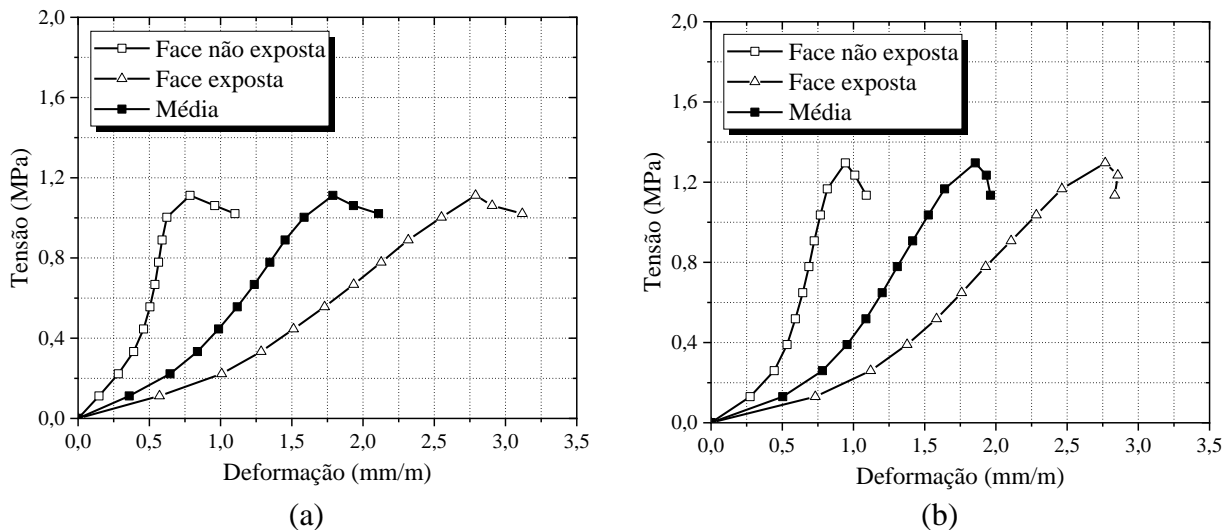 2,0
1,6
1,2
0,8
0,4
0,0
Tensão (MPa)
Face não exposta
Face exposta
Média
0,0 0,5 1,0 1,5 2,0 2,5 3,0 3,5
Deformação (mm/m)
(a)
2,0
1,6
1,2
0,8
0,4
0,0
Tensão (MPa)
Face não exposta
Face exposta
Média
0,0 0,5 1,0 1,5 2,0 2,5 3,0 3,5
Deformação (mm/m)
(b)